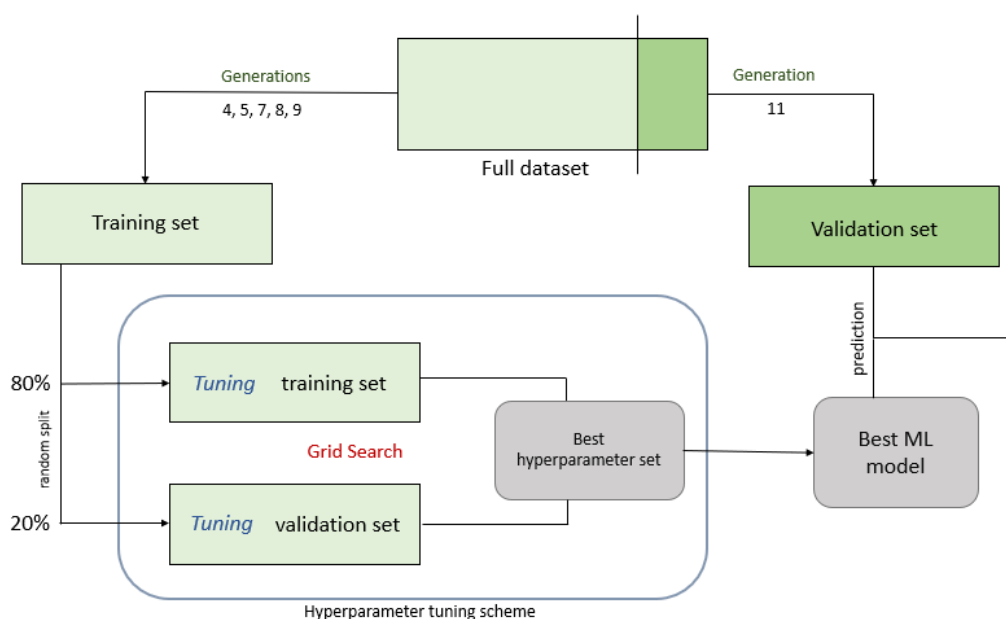 Generations
4, 5, 7, 8, 9
Generation
11
Full dataset
Training set
Validation set
prediction
80%
random split
20%
Tuning training set
Grid Search
Tuning validation set
Best
hyperparameter set
Best ML
model
Hyperparameter tuning scheme